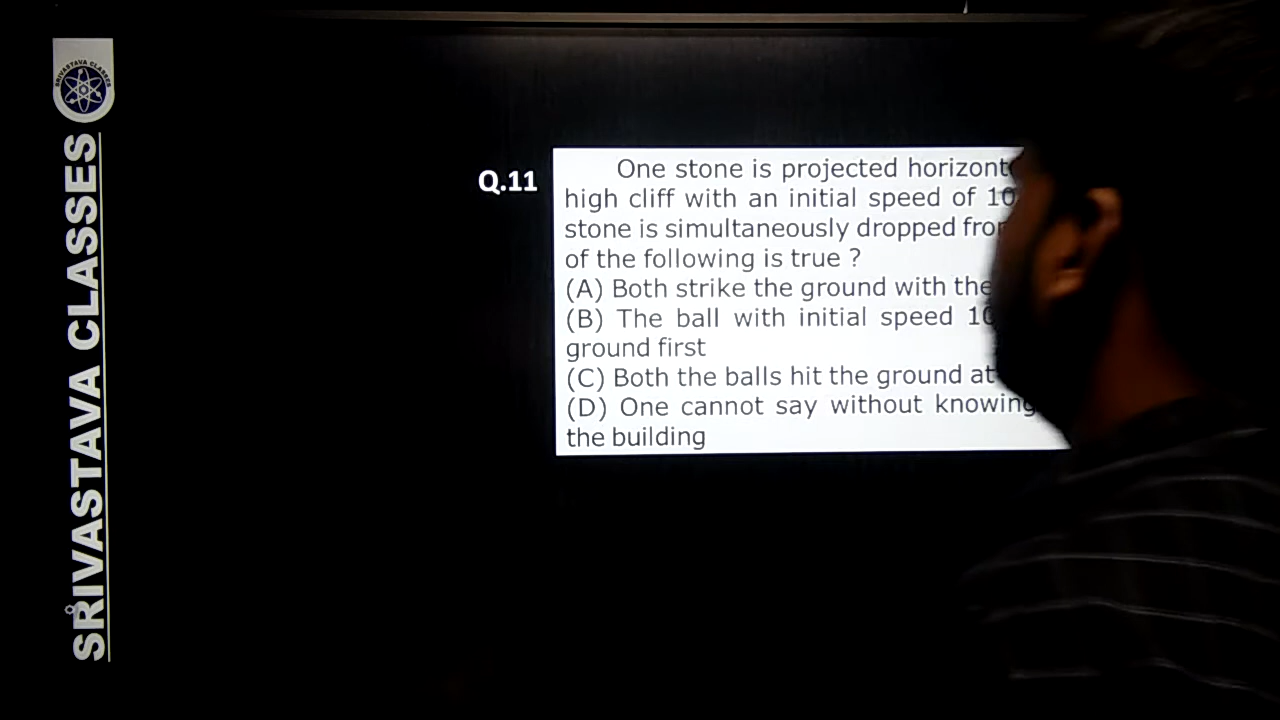 SRIVASTAVA CLASSES
SRIVASTAVA CLASSES
Q.11
One stone is projected
high cliff with an initial speed of 10
stone is simultaneously dropped
of the following is true ?
(A) Both strike the ground with the
(B) The ball with initial speed 10
ground first
(C) Both the balls hit the ground at
(D) One cannot say without knowing
the building